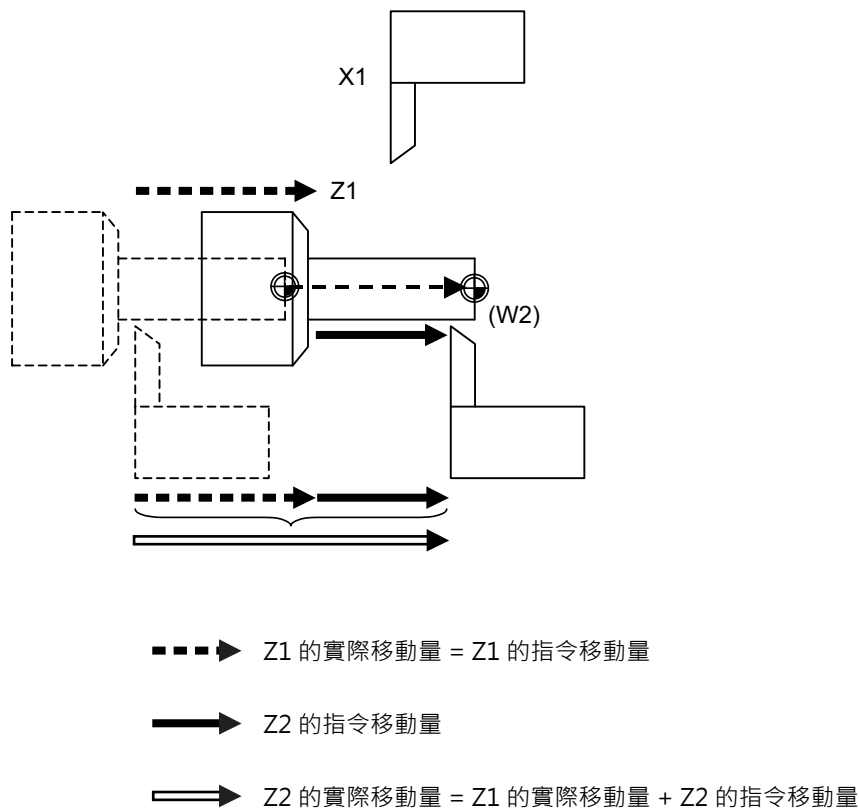 X1
Z1
(W2)
Z1 的實際移動量 = Z1 的指令移動量
Z2 的指令移動量
Z2 的實際移動量 = Z1 的實際移動量 + Z2 的指令移動量